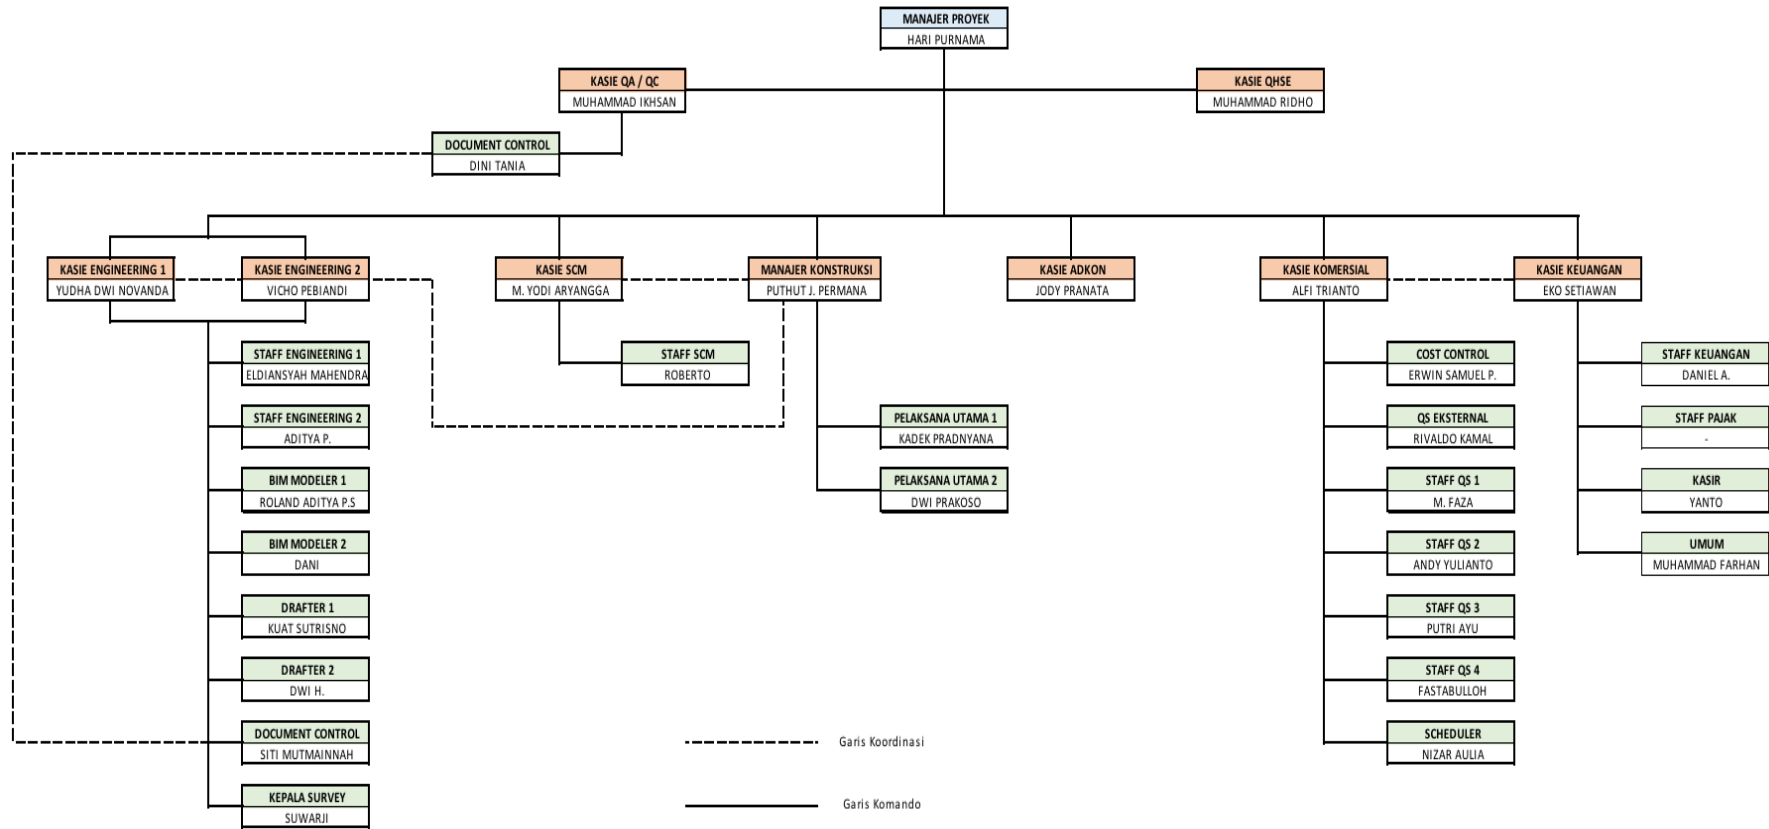 MANAJER PROYEK
HARI PURNAMA
KASIE QA / QC
MUHAMMAD IKHSAN
KASIE QHSE
MUHAMMAD RIDHO
DOCUMENT CONTROL
DINI TANIA
KASIE ENGINEERING 1
YUDHA DWI NOVANDA
KASIE ENGINEERING 2
VICHO PEBIANDI
KASIE SCM
M. YODI ARYANGGA
MANAJER KONSTRUKSI
PUTHUT J. PERMANA
KASIE ADKON
JODY PRANATA
KASIE KOMERSIAL
ALFI TRIANTO
KASIE KEUANGAN
EKO SETIAWAN
STAFF ENGINEERING 1
ELDIANSYAH MAHENDRA
STAFF ENGINEERING 2
ADITYA P.
BIM MODELER 1
ROLAND ADITYA P.S
BIM MODELER 2
DANI
DRAFTER 1
KUAT SUTRISNO
DRAFTER 2
DWI H.
DOCUMENT CONTROL
SITI MUTMAINNAH
KEPALA SURVEY
SUWARJI
STAFF SCM
ROBERTO
PELAKSANA UTAMA 1
KADEK PRADNYANA
PELAKSANA UTAMA 2
DWI PRAKOSO
COST CONTROL
ERWIN SAMUEL P.
QS EKSTERNAL
RIVALDO KAMAL
STAFF QS 1
M. FAZA
STAFF QS 2
ANDY YULIANTO
STAFF QS 3
PUTRI AYU
STAFF QS 4
FASTABULLOH
SCHEDULER
NIZAR AULIA
STAFF KEUANGAN
DANIEL A.
STAFF PAJAK
-
KASIR
YANTO
UMUM
MUHAMMAD FARHAN
Garis Koordinasi
Garis Komando